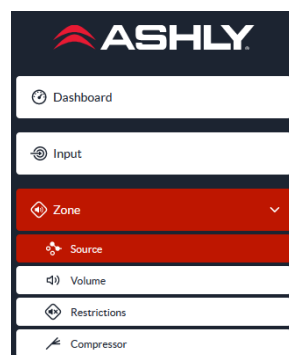 ASHLY
Dashboard
Input
Zone
Source
Volume
Restrictions
Compressor